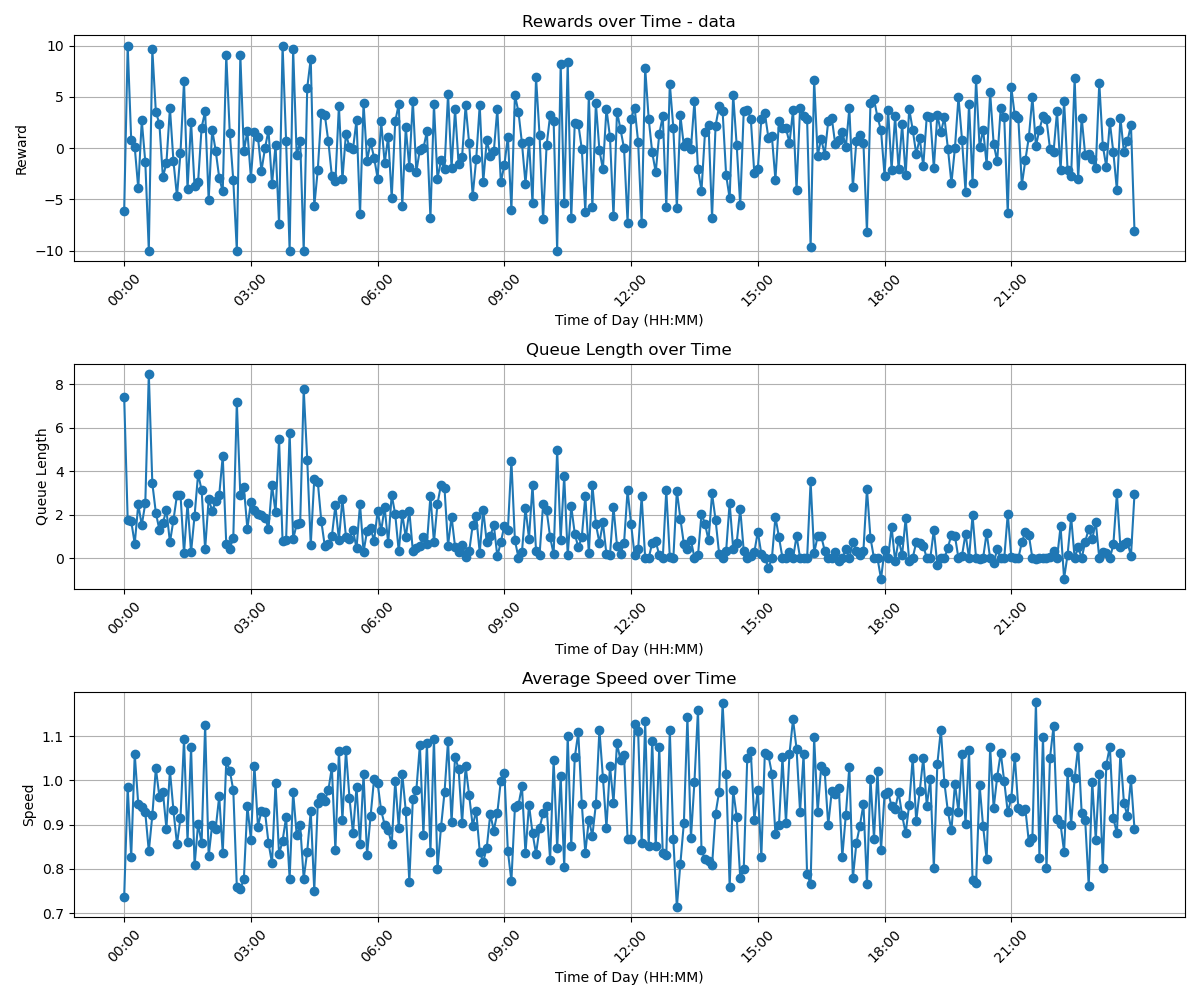 Rewards over Time - data
10
5
0
−5
−10
Reward
00:00 03:00 06:00 09:00 12:00 15:00 18:00 21:00
Time of Day (HH:MM)
Queue Length over Time
8
6
4
2
0
Queue Length
00:00 03:00 06:00 09:00 12:00 15:00 18:00 21:00
Time of Day (HH:MM)
Average Speed over Time
1.1
1.0
0.9
0.8
0.7
Speed
00:00 03:00 06:00 09:00 12:00 15:00 18:00 21:00
Time of Day (HH:MM)